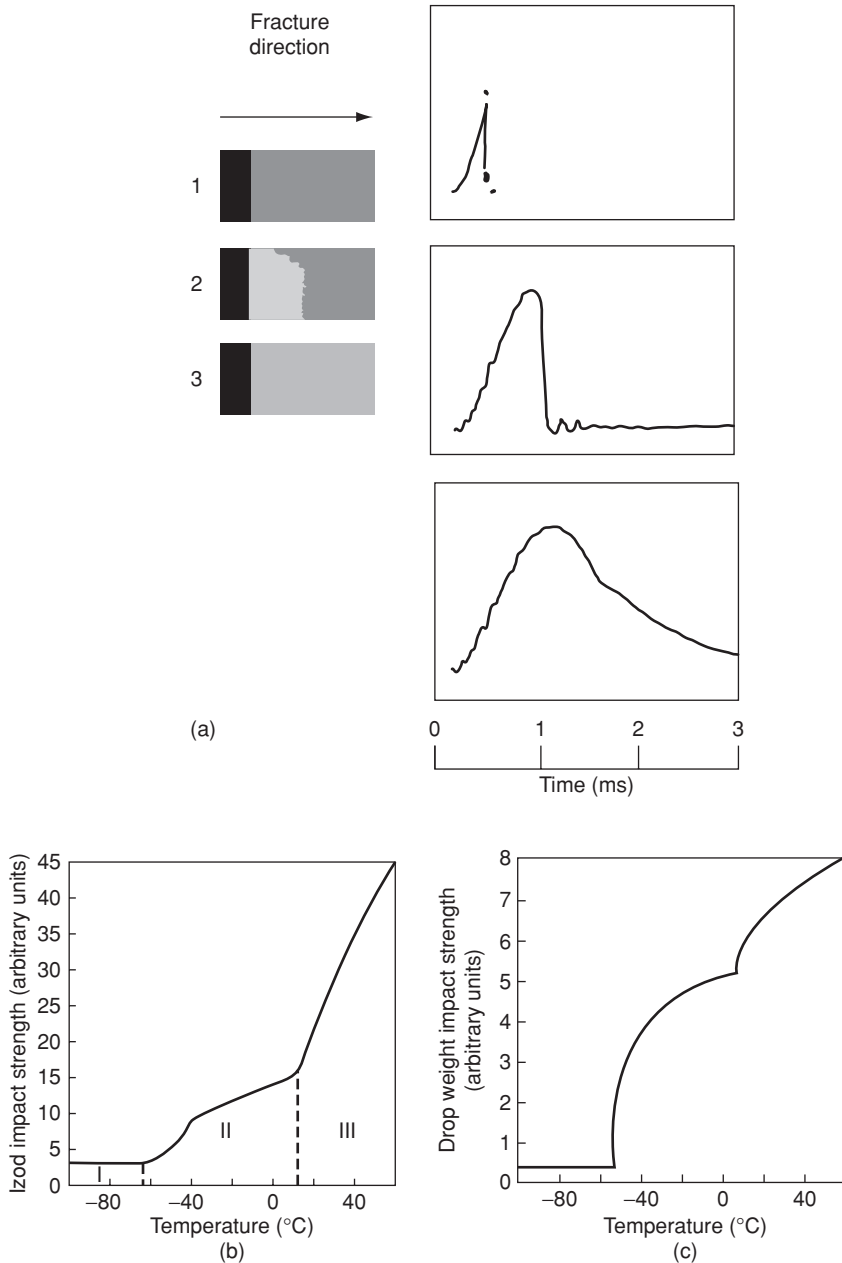 Fracture
direction
1
2
3
(a)
0 1 2 3
Time (ms)
Izod impact strength (arbitrary units)
45
40
35
30
25
20
15
10
5
0
I
II
III
−80 −40 0 40
Temperature (°C)
(b)
Drop weight impact strength
(arbitrary units)
8
7
6
5
4
3
2
1
0
−80 −40 0 40
Temperature (°C)
(c)